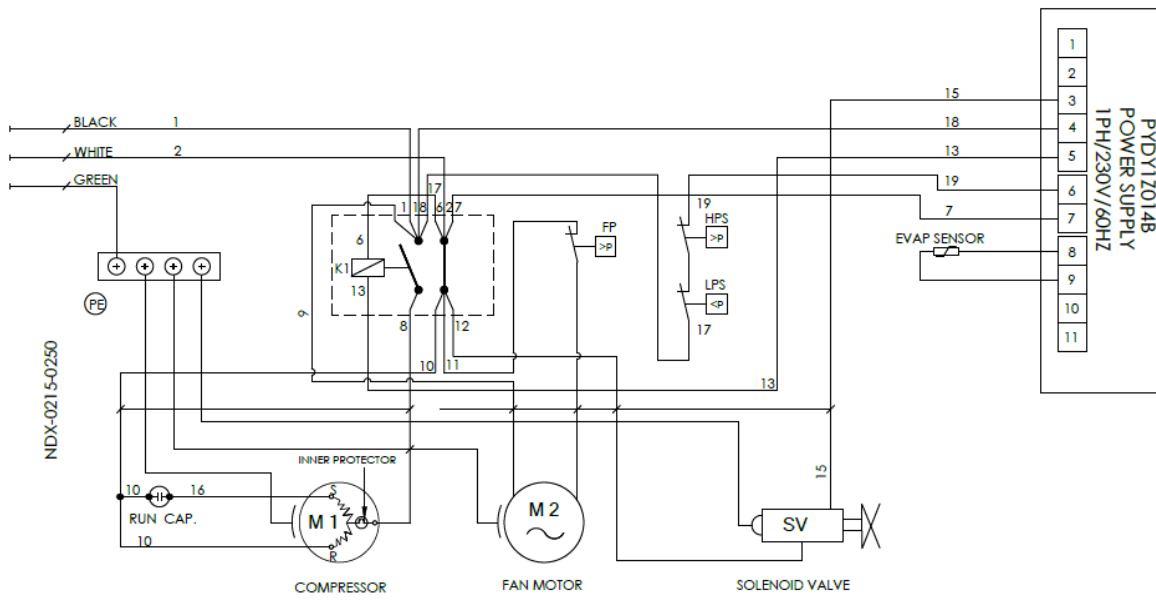 BLACK 1
WHITE 2
GREEN
PE
NDX-0215-0250
15
18
13
19
7
1
2
3
4
5
6
7
8
9
10
11
PYDY1Z014B
POWER SUPPLY
1PH/230V/60HZ
EVAP SENSOR
17
1 18 6 27
6
K1
13
8
12
10
11
9
FP
>P
19
HPS
>P
LPS
<P
17
13
15
INNER PROTECTOR
10
16
RUN CAP.
10
S
M 1
R
COMPRESSOR
M 2
FAN MOTOR
SV
SOLENOID VALVE